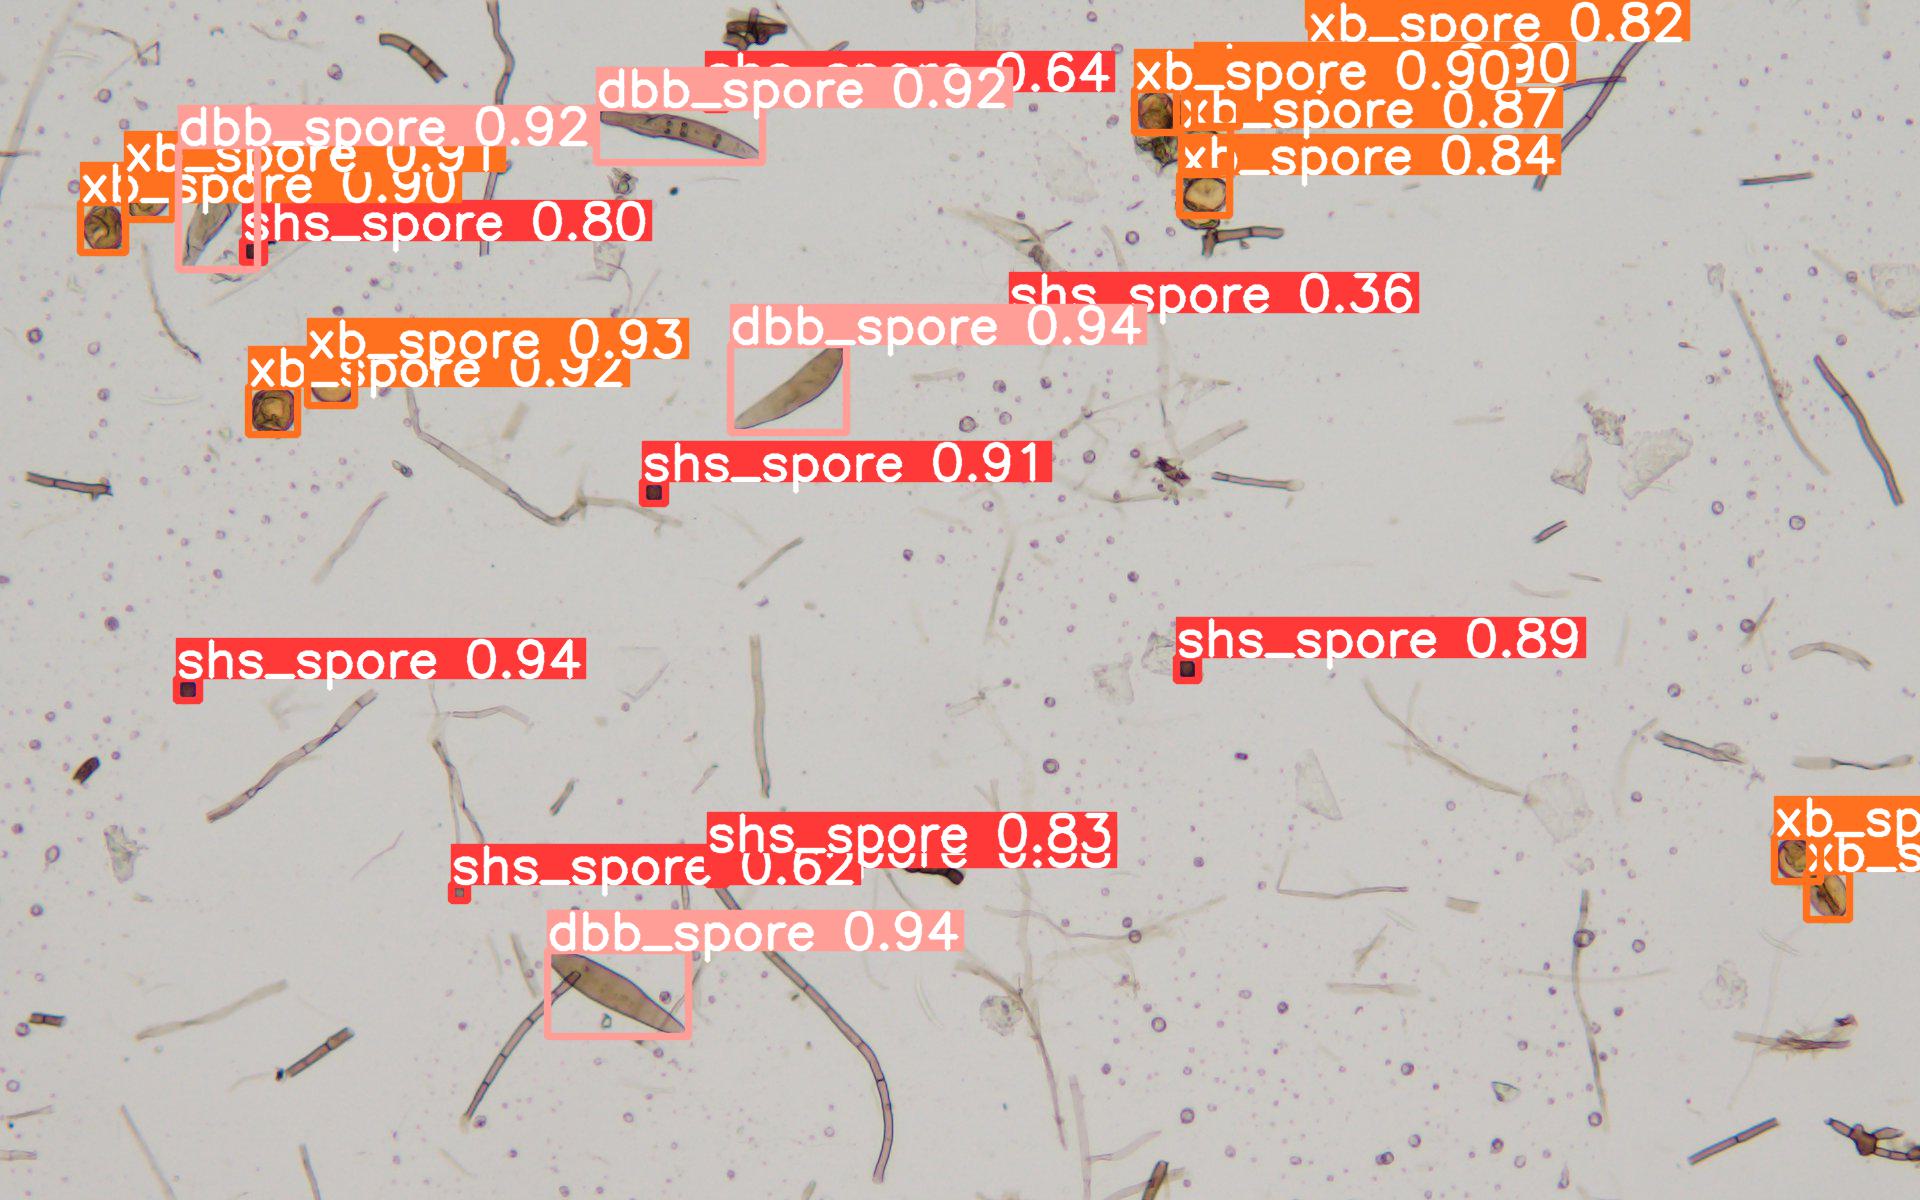 xb_spore 0.82
shs_spore 0.64
90
xb_spore 0.90
dbb_spore 0.92
xb_spore 0.87
dbb_spore 0.92
xb_spore 0.91
xb_spore 0.84
xb_spore 0.90
shs_spore 0.80
shs_spore 0.36
dbb_spore 0.94
xb_spore 0.93
xb_spore 0.92
shs_spore 0.91
shs_spore 0.89
shs_spore 0.94
xb_sp
shs_spore 0.83
xb_s
shs_spore 0.62
dbb_spore 0.94